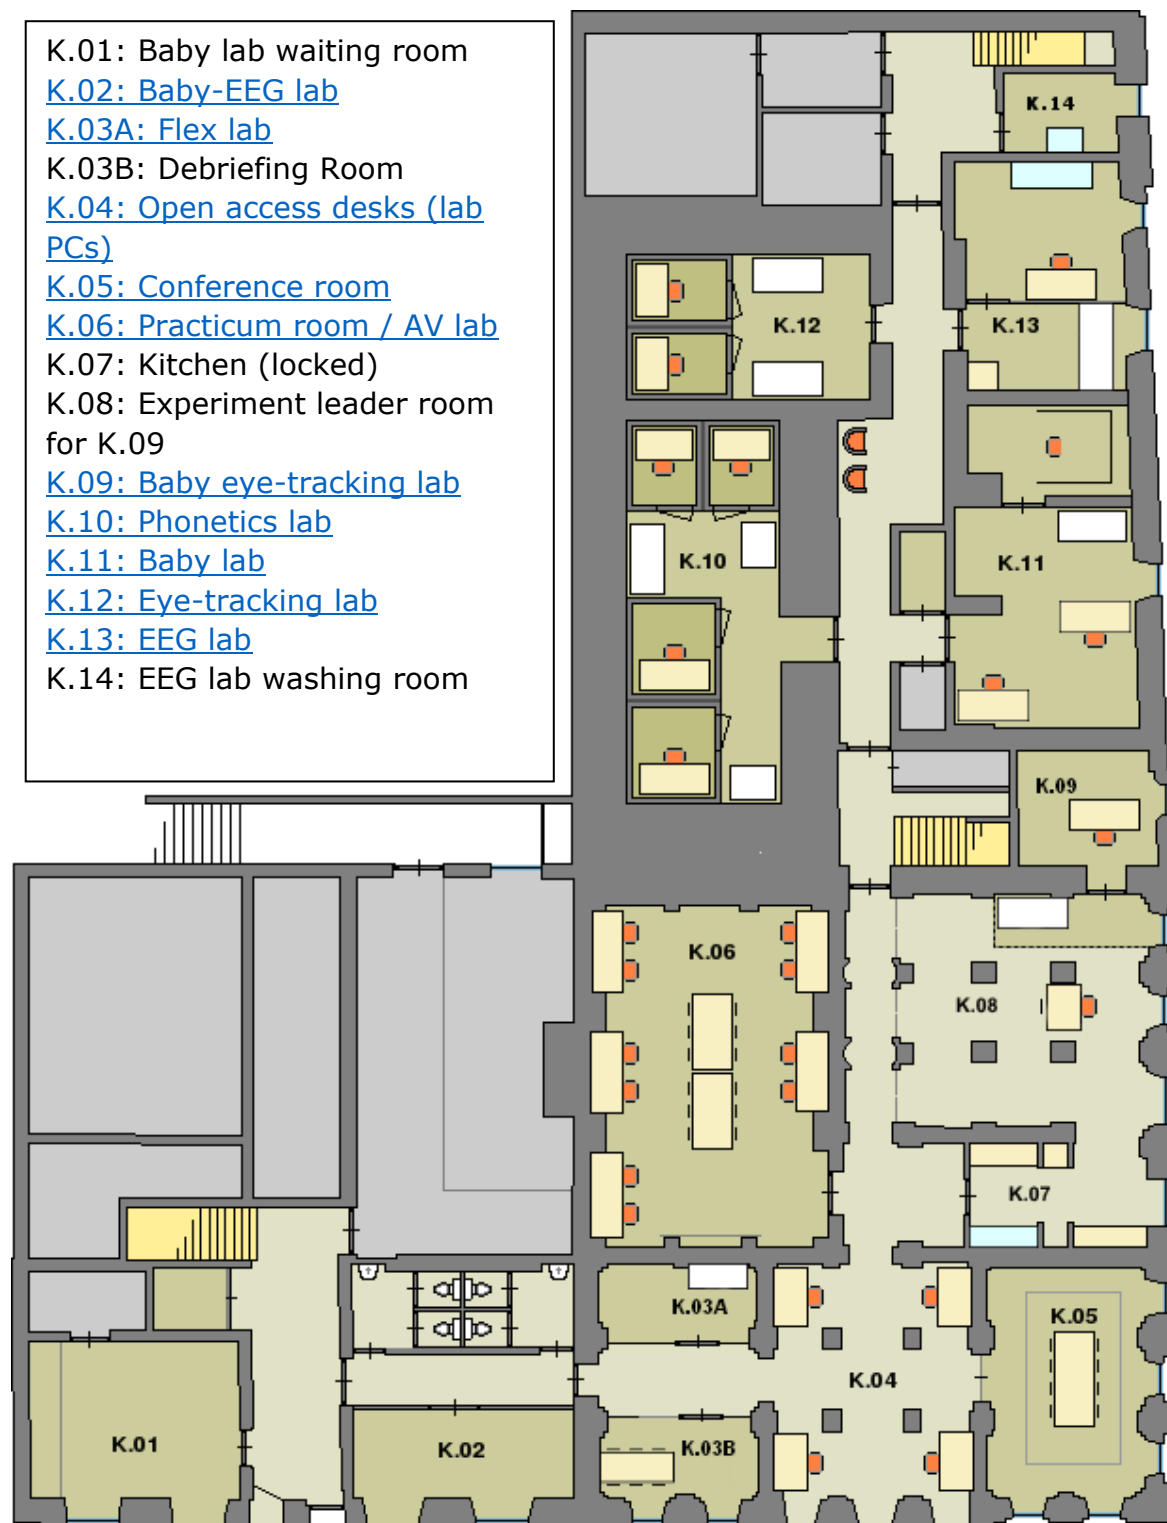 K.01: Baby lab waiting room
K.02: Baby-EEG lab
K.03A: Flex lab
K.03B: Debriefing Room
K.04: Open access desks (lab
PCs)
K.05: Conference room
K.06: Practicum room / AV lab
K.07: Kitchen (locked)
K.08: Experiment leader room
for K.09
K.09: Baby eye-tracking lab
K.10: Phonetics lab
K.11: Baby lab
K.12: Eye-tracking lab
K.13: EEG lab
K.14: EEG lab washing room
K.14
K.12
K.13
K.10
K.11
K.09
K.06
K.08
K.07
K.03A
K.05
K.04
K.01
K.02
K.03B